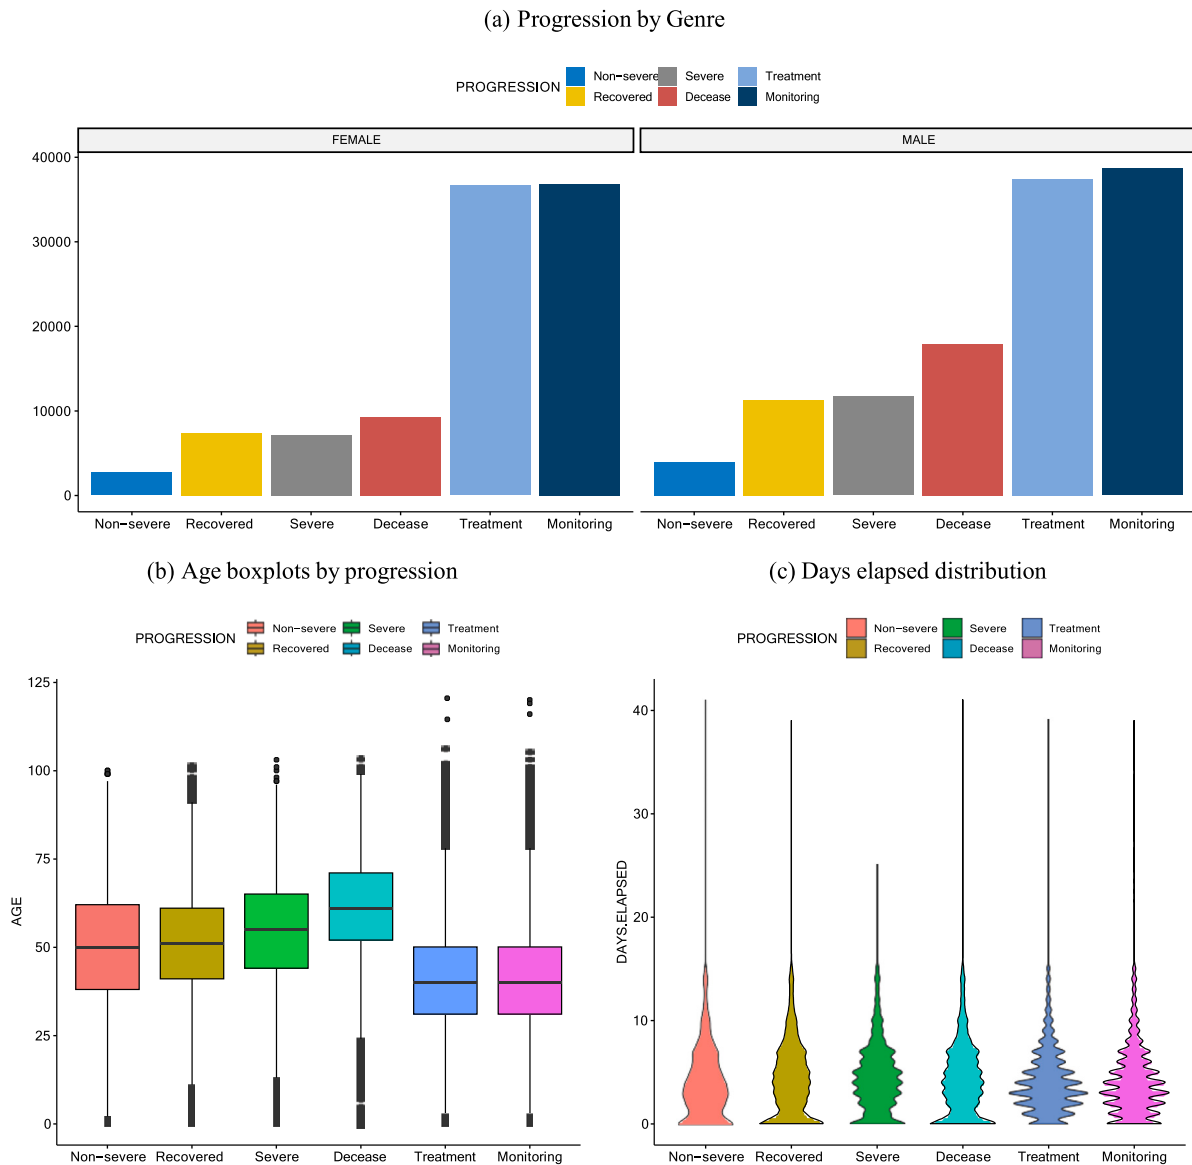 (a) Progression by Genre
PROGRESSION
Non-severe Severe Treatment
Recovered Decease Monitoring
FEMALE MALE
40000
30000
20000
10000
0
Non-severe Recovered Severe Decease Treatment Monitoring Non-severe Recovered Severe Decease Treatment Monitoring
(b) Age boxplots by progression
PROGRESSION
Non-severe Severe Treatment
Recovered Decease Monitoring
125
100
75
50
25
0
AGE
Non-severe Recovered Severe Decease Treatment Monitoring
(c) Days elapsed distribution
PROGRESSION
Non-severe Severe Treatment
Recovered Decease Monitoring
40
30
20
10
0
DAYS.ELAPSED
Non-severe Recovered Severe Decease Treatment Monitoring